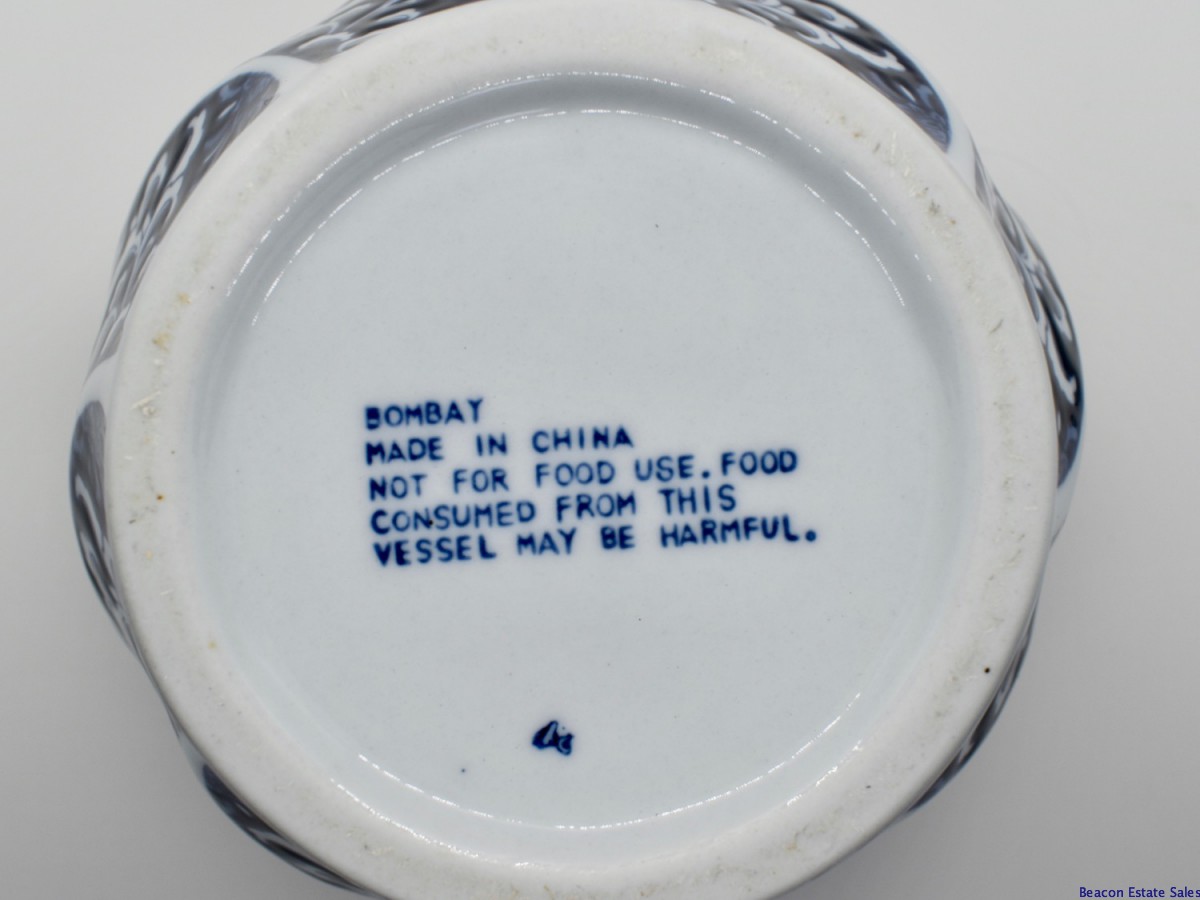 BOMBAY
MADE IN CHINA
NOT FOR FOOD USE. FOOD
CONSUMED FROM THIS
VESSEL MAY BE HARMFUL.
Beacon Estate Sales